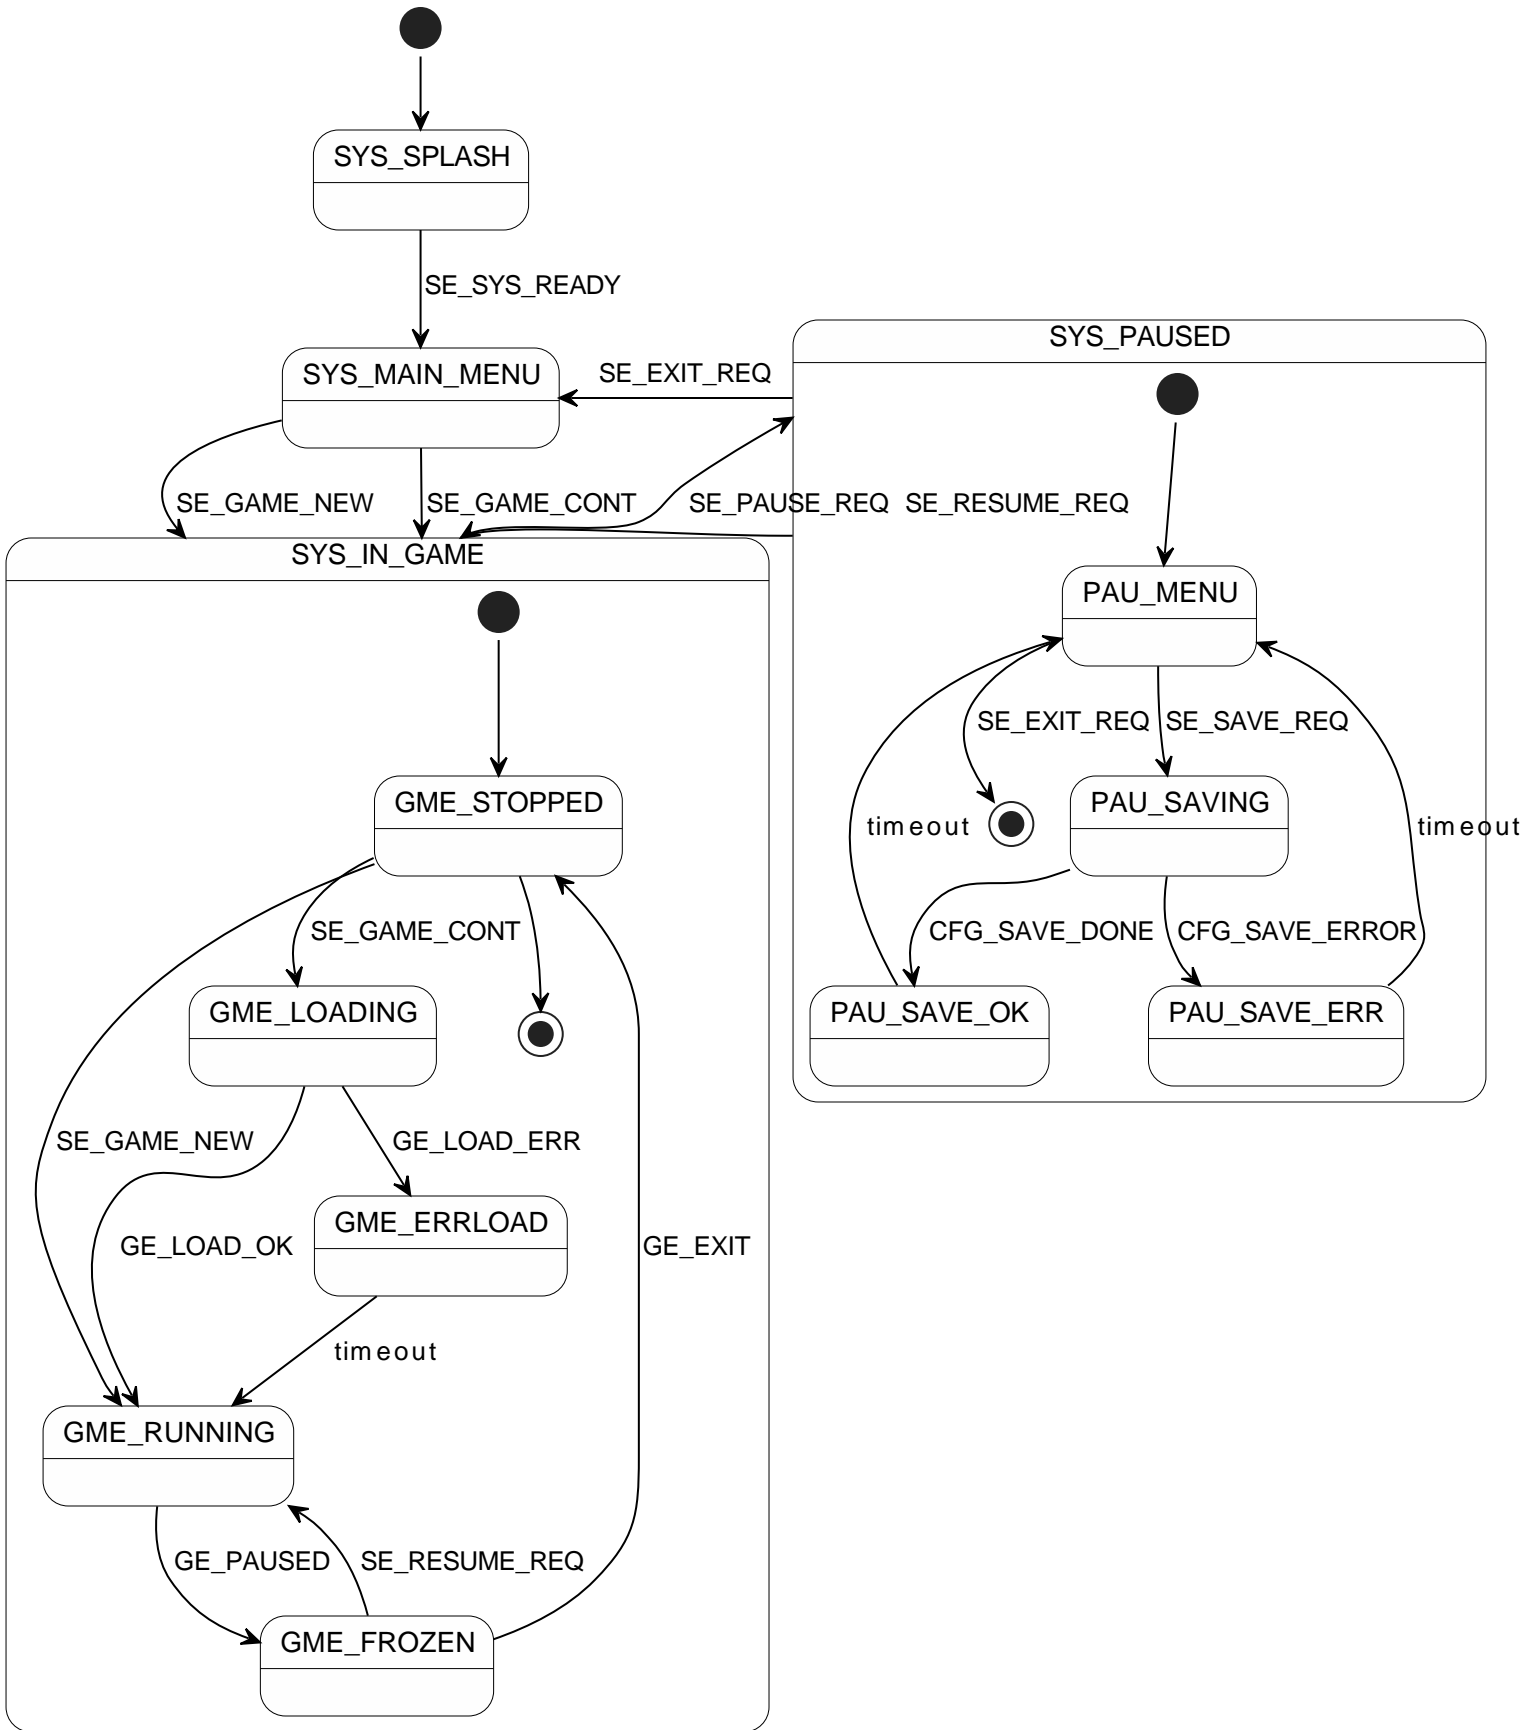 SYS_SPLASH
SE_SYS_READY
SYS_PAUSED
SYS_MAIN_MENU
SE_EXIT_REQ
SE_GAME_NEW
SE_GAME_CONT
SE_PAUSE_REQ
SE_RESUME_REQ
SYS_IN_GAME
PAU_MENU
SE_EXIT_REQ
SE_SAVE_REQ
GME_STOPPED
PAU_SAVING
timeout
timeout
SE_GAME_CONT
CFG_SAVE_DONE
CFG_SAVE_ERROR
GME_LOADING
PAU_SAVE_OK
PAU_SAVE_ERR
SE_GAME_NEW
GE_LOAD_ERR
GME_ERRLOAD
GE_LOAD_OK
GE_EXIT
timeout
GME_RUNNING
GE_PAUSED
SE_RESUME_REQ
GME_FROZEN